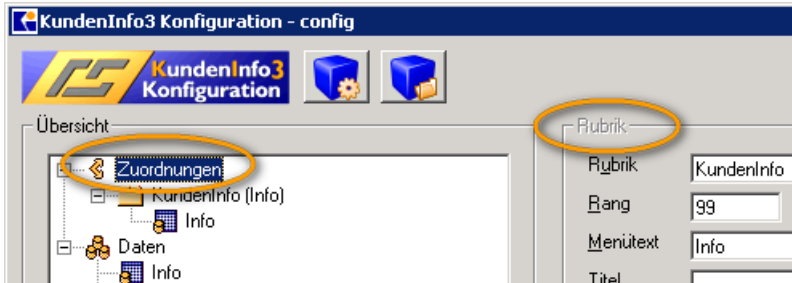 KundenInfo3 Konfiguration - config
KundenInfo3
Konfiguration
Übersicht
Zuordnungen
KundenInfo (Info)
Info
Daten
Info
Rubrik
Rubrik
KundenInfo
Rang
99
Menütext
Info
Titel